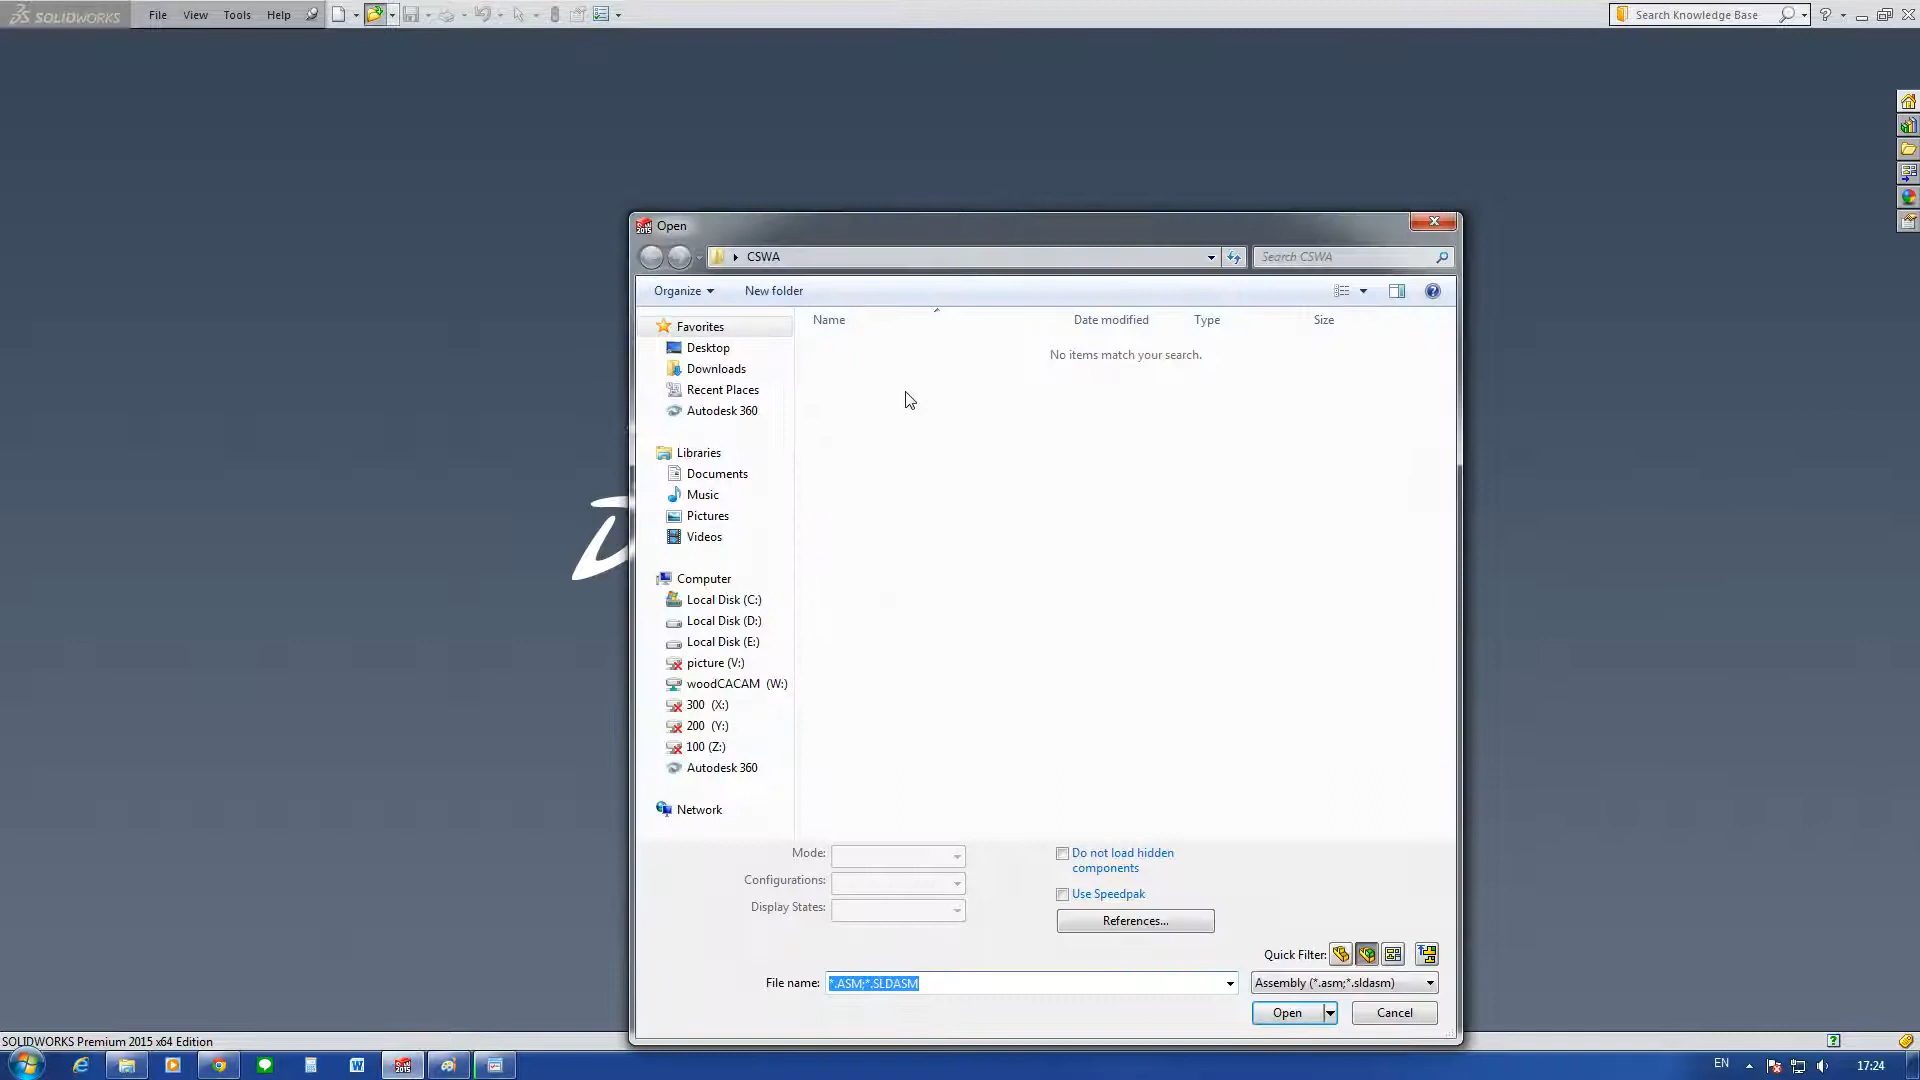 SOLIDWORKS
File
View
Tools
Help
Search Knowledge Base
Open
CSWA
Search CSWA
Organize
New folder
Name
Date modified
Type
Size
No items match your search.
Favorites
Desktop
Downloads
Recent Places
Autodesk 360
Libraries
Documents
Music
Pictures
Videos
Computer
Local Disk (C:)
Local Disk (D:)
Local Disk (E:)
picture (V:)
woodCACAM (W:)
300 (X:)
200 (Y:)
100 (Z:)
Autodesk 360
Network
Mode:
Configurations:
Display States:
Do not load hidden
components
Use Speedpak
References...
Quick Filter:
File name:
*.ASM;*.SLDASM
Assembly (*.asm;*.sldasm)
Open
Cancel
SOLIDWORKS Premium 2015 x64 Edition
EN
17:24